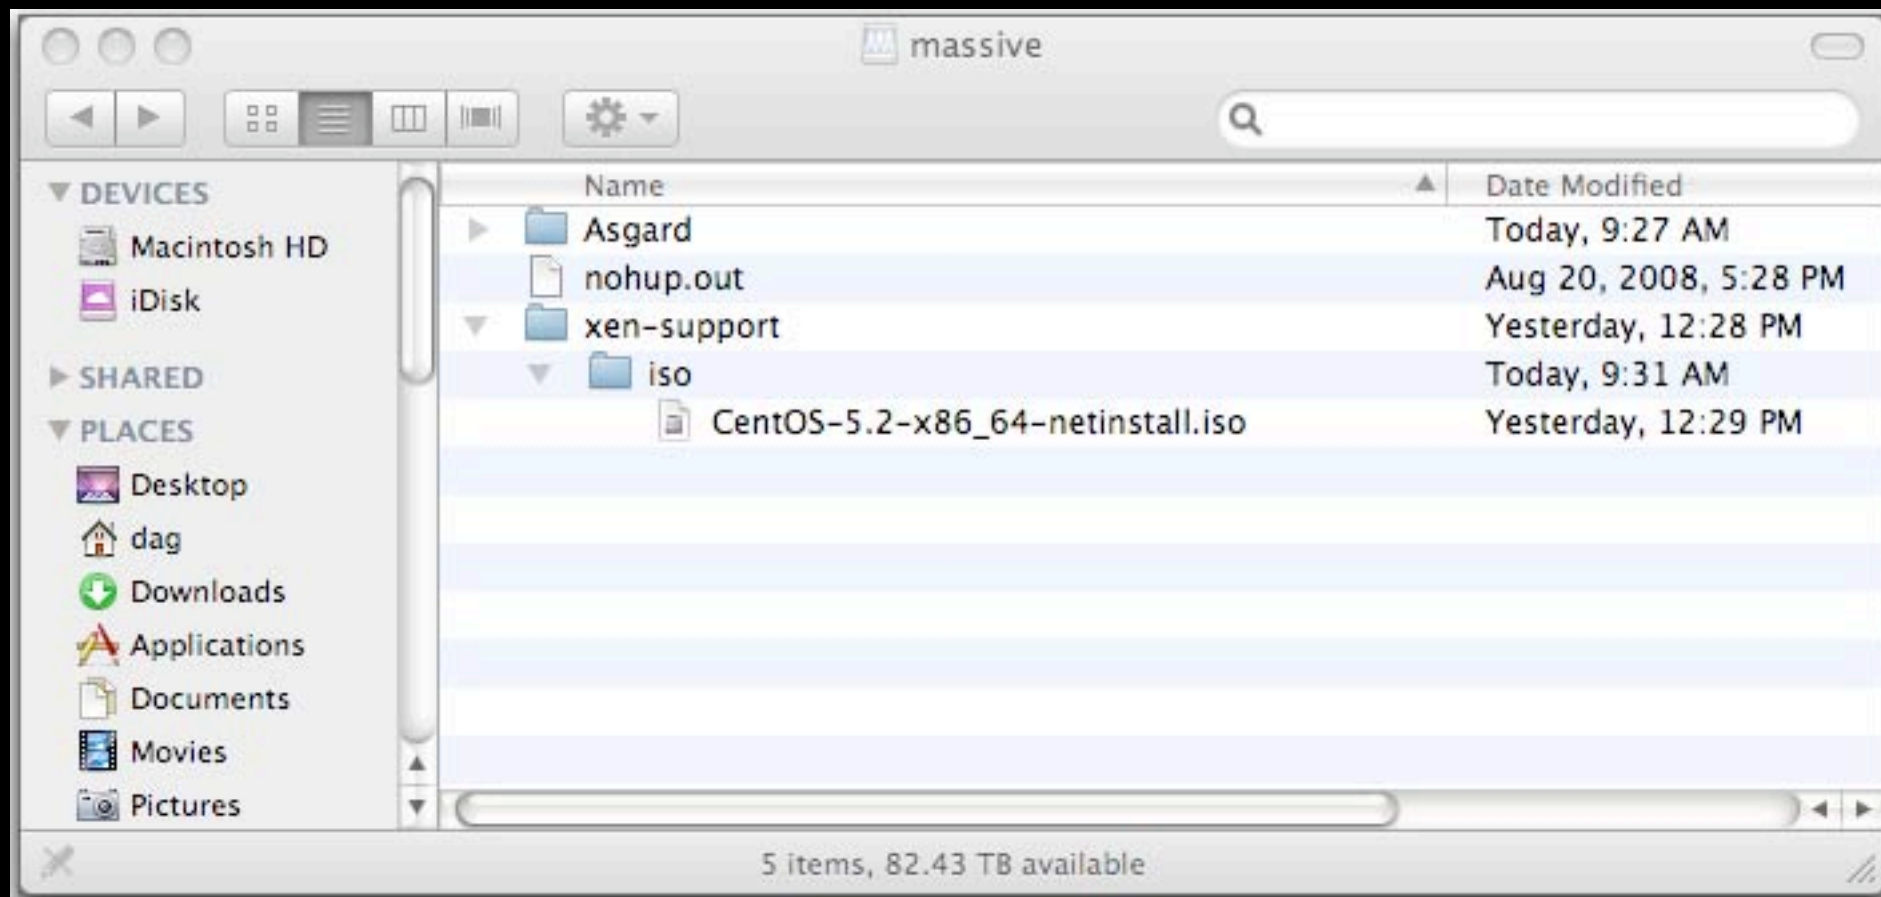 massive
DEVICES
Macintosh HD
iDisk
SHARED
PLACES
Desktop
dag
Downloads
Applications
Documents
Movies
Pictures
Name Date Modified
Asgard Today, 9:27 AM
nohup.out Aug 20, 2008, 5:28 PM
xen-support Yesterday, 12:28 PM
iso Today, 9:31 AM
CentOS-5.2-x86_64-netinstall.iso Yesterday, 12:29 PM
5 items, 82.43 TB available